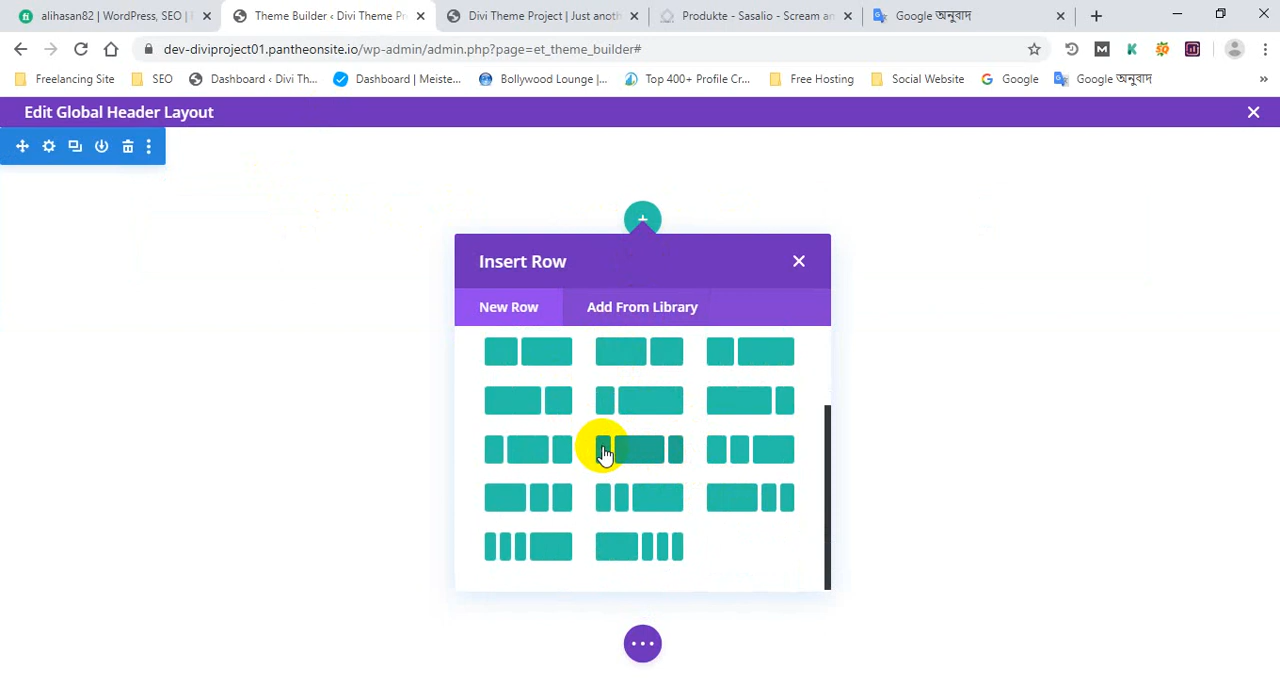 alihasan82 | WordPress, SEO |
Theme Builder ‹ Divi Theme Pr
Divi Theme Project | Just anoth
Produkte - Sasalio - Scream an
Google অনুবাদ
dev-diviproject01.pantheonsite.io/wp-admin/admin.php?page=et_theme_builder#
Freelancing Site
SEO
Dashboard ‹ Divi Th...
Dashboard | Meiste...
Bollywood Lounge |...
Top 400+ Profile Cr...
Free Hosting
Social Website
Google
Google অনুবাদ
»
Edit Global Header Layout
Insert Row
New Row
Add From Library